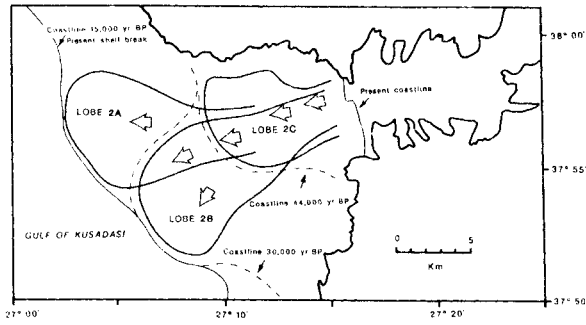 Coastline 15,000 yr BP
Present shelf break
38° 00'
Present coastline
LOBE 2A
LOBE 2C
37° 55'
Coastline 44,000 yr BP
LOBE 2B
GULF OF KUSADASI
Coastline 30,000 yr BP
0 5
Km
37° 50'
27° 00' 27° 10' 27° 20'